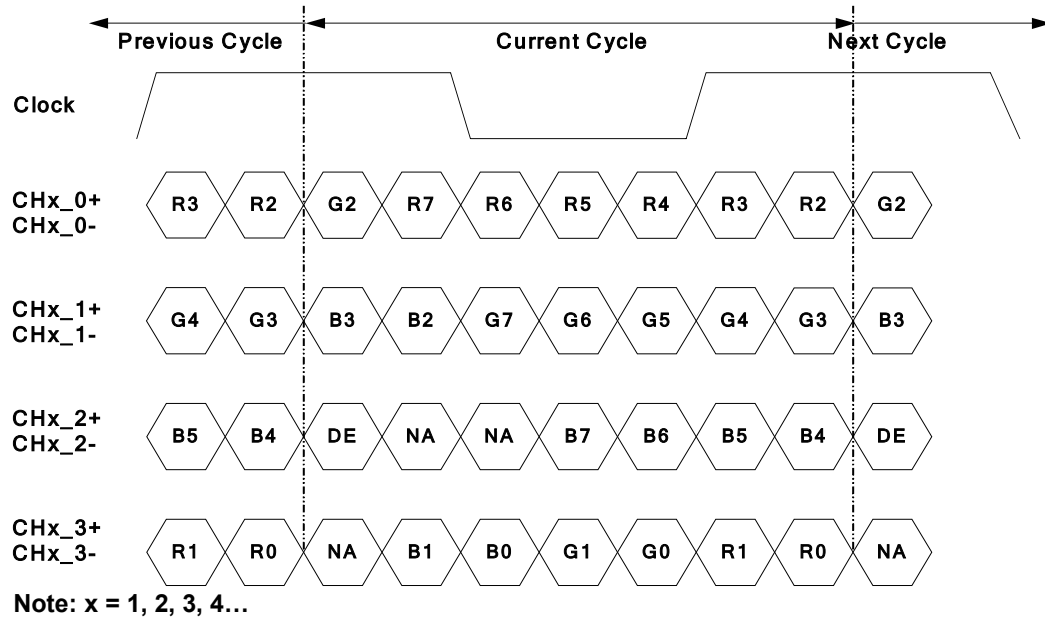 Previous Cycle Current Cycle Next Cycle
Clock
CHx_0+
CHx_0-
R3 R2 G2 R7 R6 R5 R4 R3 R2 G2
CHx_1+
CHx_1-
G4 G3 B3 B2 G7 G6 G5 G4 G3 B3
CHx_2+
CHx_2-
B5 B4 DE NA NA B7 B6 B5 B4 DE
CHx_3+
CHx_3-
R1 R0 NA B1 B0 G1 G0 R1 R0 NA
Note: x = 1, 2, 3, 4…